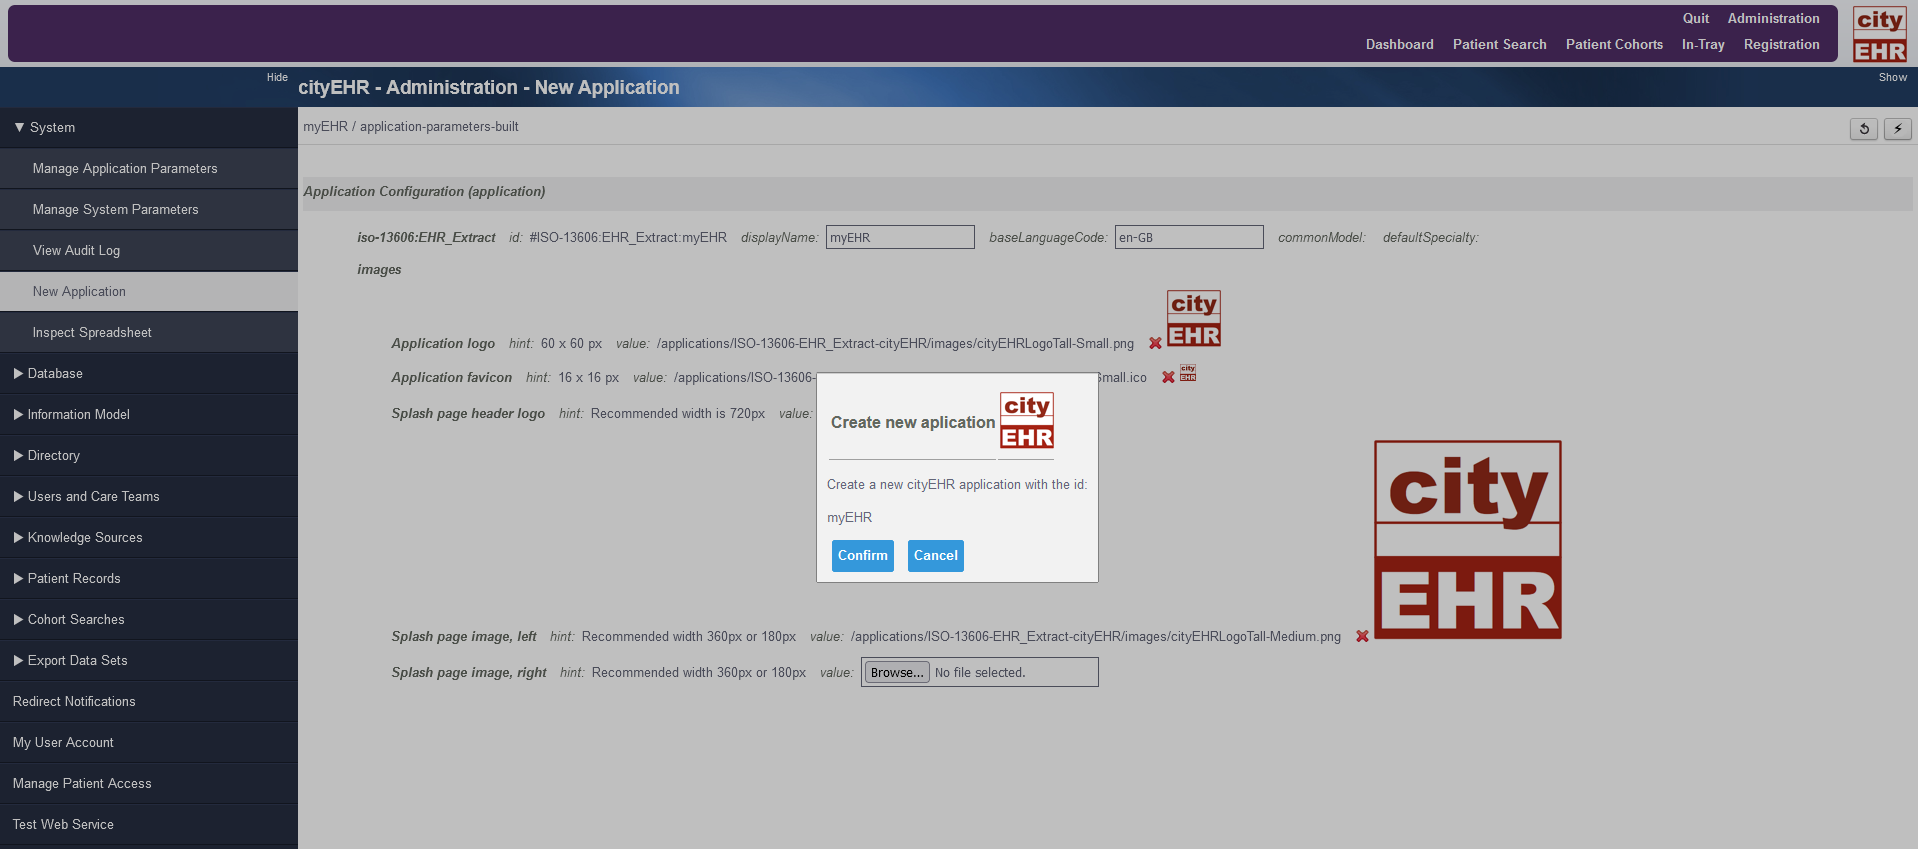 Quit Administration
Dashboard Patient Search Patient Cohorts In-Tray Registration
city
EHR
Hide
cityEHR - Administration - New Application
Show
▼ System
Manage Application Parameters
Manage System Parameters
View Audit Log
New Application
Inspect Spreadsheet
▶ Database
▶ Information Model
▶ Directory
▶ Users and Care Teams
▶ Knowledge Sources
▶ Patient Records
▶ Cohort Searches
▶ Export Data Sets
Redirect Notifications
My User Account
Manage Patient Access
Test Web Service
myEHR / application-parameters-built
Application Configuration (application)
iso-13606:EHR_Extract id: #ISO-13606:EHR_Extract:myEHR displayName: myEHR baseLanguageCode: en-GB commonModel: defaultSpecialty:
images
city
EHR
Application logo hint: 60 x 60 px value: /applications/ISO-13606-EHR_Extract-cityEHR/images/cityEHRLogoTall-Small.png
Application favicon hint: 16 x 16 px value: /applications/ISO-13606- Small.ico
city
EHR
Splash page header logo hint: Recommended width is 720px value:
Create new aplication
city
EHR
Create a new cityEHR application with the id:
myEHR
Confirm Cancel
city
EHR
Splash page image, left hint: Recommended width 360px or 180px value: /applications/ISO-13606-EHR_Extract-cityEHR/images/cityEHRLogoTall-Medium.png
Splash page image, right hint: Recommended width 360px or 180px value: Browse... No file selected.